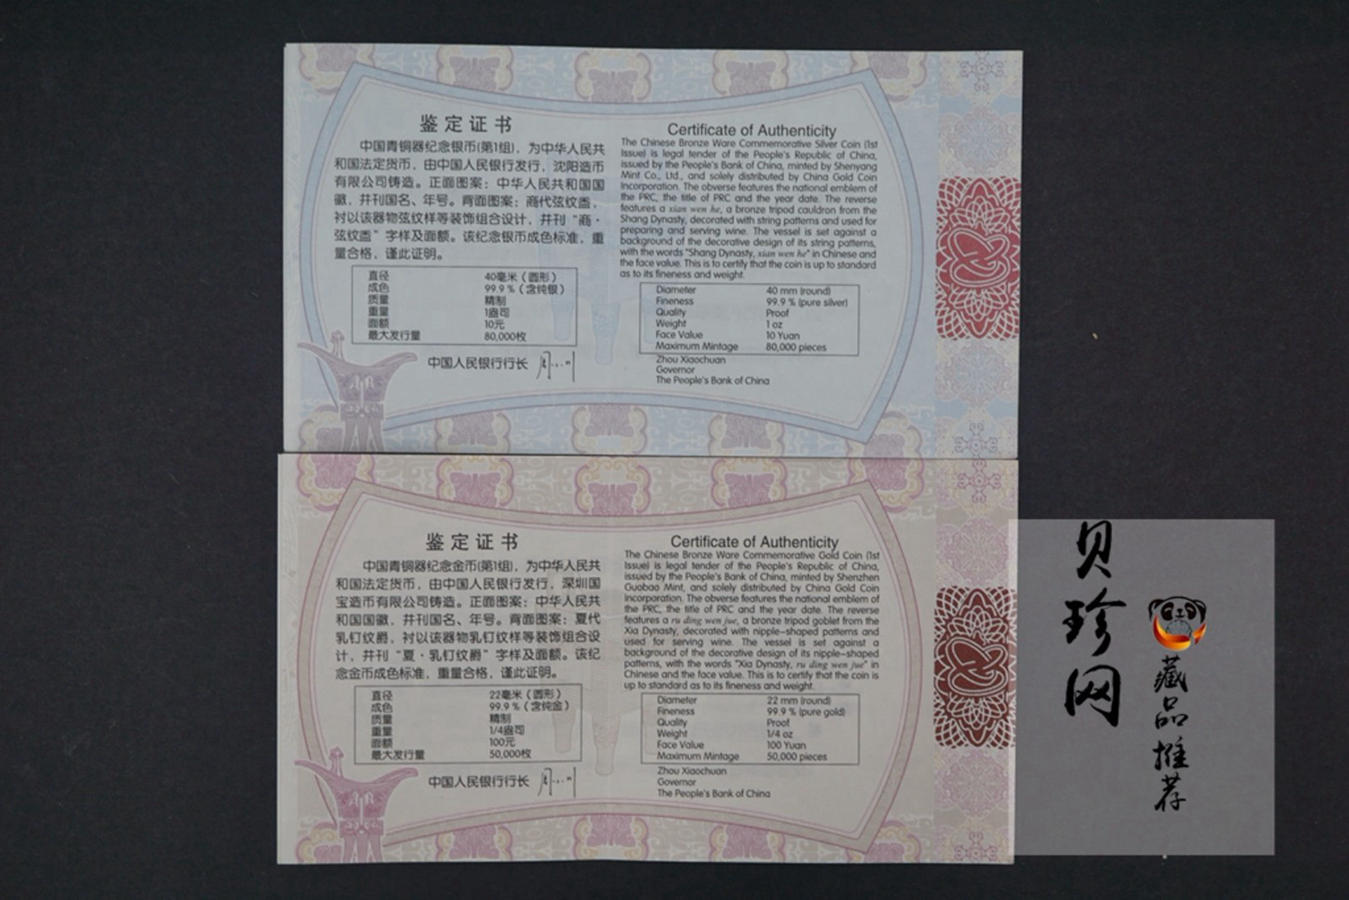 鉴定证书
中国青铜器纪念银币(第1组)，为中华人民共
和国法定货币，由中国人民银行发行，沈阳造币
有限公司铸造。正面图案：中华人民共和国国
徽，并刊国名、年号。背面图案：商代弦纹盉，
衬以该器物弦纹样等装饰组合设计，并刊“商·
弦纹盉”字样及面额。该纪念银币成色标准，重
量合格，谨此证明。
直径 40毫米（圆形）
成色 99.9％（含纯银）
质量 精制
重量 1盎司
面额 10元
最大发行量 80,000枚
中国人民银行行长
Certificate of Authenticity
The Chinese Bronze Ware Commemorative Silver Coin (1st
Issue) is legal tender of the People's Republic of China,
issued by the People's Bank of China, minted by Shenyang
Mint Co., Ltd., and solely distributed by China Gold Coin
Incorporation. The obverse features the national emblem of
the PRC, the title of PRC and the year date. The reverse
features a xian wen he, a bronze tripod cauldron from the
Shang Dynasty, decorated with string patterns and used for
preparing and serving wine. The vessel is set against a
background of the decorative design of its string patterns,
with the words "Shang Dynasty, xian wen he" in Chinese and
the face value. This is to certify that the coin is up to standard
as to its fineness and weight.
Diameter 40 mm (round)
Fineness 99.9 % (pure silver)
Quality Proof
Weight 1 oz
Face Value 10 Yuan
Maximum Mintage 80,000 pieces
Zhou Xiaochuan
Governor
The People's Bank of China
鉴定证书
中国青铜器纪念金币(第1组)，为中华人民共
和国法定货币，由中国人民银行发行，深圳国
宝造币有限公司铸造。正面图案：中华人民共
和国国徽，并刊国名、年号。背面图案：夏代
乳钉纹爵，衬以该器物乳钉纹样等装饰组合设
计，并刊“夏·乳钉纹爵”字样及面额。该纪
念金币成色标准，重量合格，谨此证明。
直径 22毫米（圆形）
成色 99.9％（含纯金）
质量 精制
重量 1/4盎司
面额 100元
最大发行量 50,000枚
中国人民银行行长
Certificate of Authenticity
The Chinese Bronze Ware Commemorative Gold Coin (1st
Issue) is legal tender of the People's Republic of China,
issued by the People's Bank of China, minted by Shenzhen
Guobao Mint, and solely distributed by China Gold Coin
Incorporation. The obverse features the national emblem of
the PRC, the title of PRC and the year date. The reverse
features a ru ding wen jue, a bronze tripod goblet from the
Xia Dynasty, decorated with nipple-shaped patterns and
used for serving wine. The vessel is set against a
background of the decorative design of its nipple-shaped
patterns, with the words "Xia Dynasty, ru ding wen jue" in
Chinese and the face value. This is to certify that the coin is
up to standard as to its fineness and weight.
Diameter 22 mm (round)
Fineness 99.9 % (pure gold)
Quality Proof
Weight 1/4 oz
Face Value 100 Yuan
Maximum Mintage 50,000 pieces
Zhou Xiaochuan
Governor
The People's Bank of China
贝珍网
藏品推荐